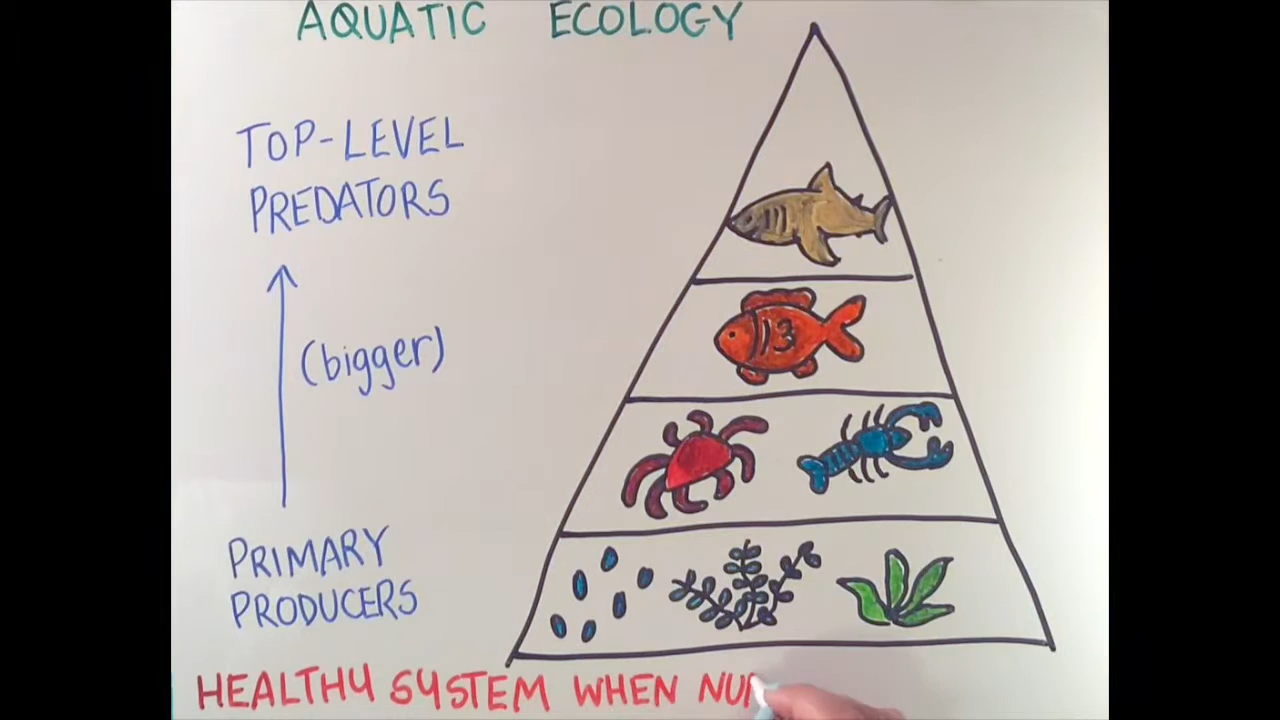 AQUATIC ECOLOGY
TOP-LEVEL
PREDATORS
(bigger)
PRIMARY
PRODUCERS
HEALTHY SYSTEM WHEN